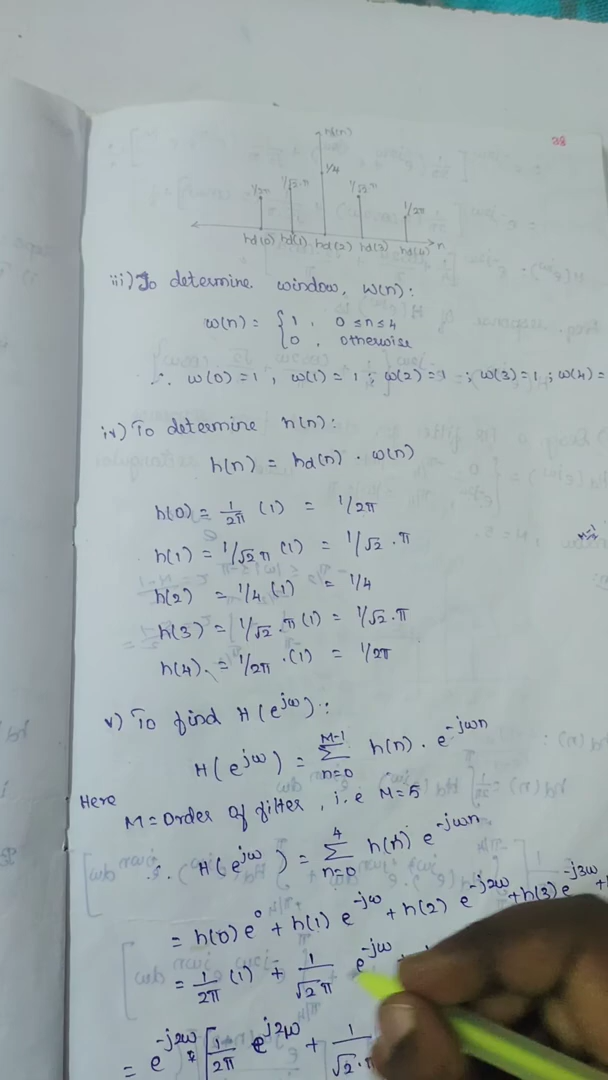 28
hd(n)
1/4
1/2π 1/√2·π 1/√2·π 1/2π
hd(0) hd(1) hd(2) hd(3) hd(4) n
iii) To determine window, w(n):
w(n) = { 1, 0 ≤ n ≤ 4
0, otherwise
∴ w(0)=1, w(1)=1; w(2)=1; w(3)=1; w(4)=
iv) To determine h(n):
h(n) = hd(n) · w(n)
h(0) = 1/2π (1) = 1/2π
h(1) = 1/√2 π (1) = 1/√2 · π
h(2) = 1/4 (1) = 1/4
h(3) = 1/√2 · π (1) = 1/√2 · π
h(4) = 1/2π · (1) = 1/2π
v) To find H(e^jω):
H(e^jω) = Σ_{n=0}^{M-1} h(n) · e^-jωn
Here
M = Order of filter, i.e M = 5
∴ H(e^jω) = Σ_{n=0}^{4} h(n) e^-jωn
= h(0) e^0 + h(1) e^-jω + h(2) e^-j2ω + h(3) e^-j3ω +
= 1/2π (1) + 1/√2π e^-jω
= e^-j2ω [1/2π e^j2ω + 1/√2·π